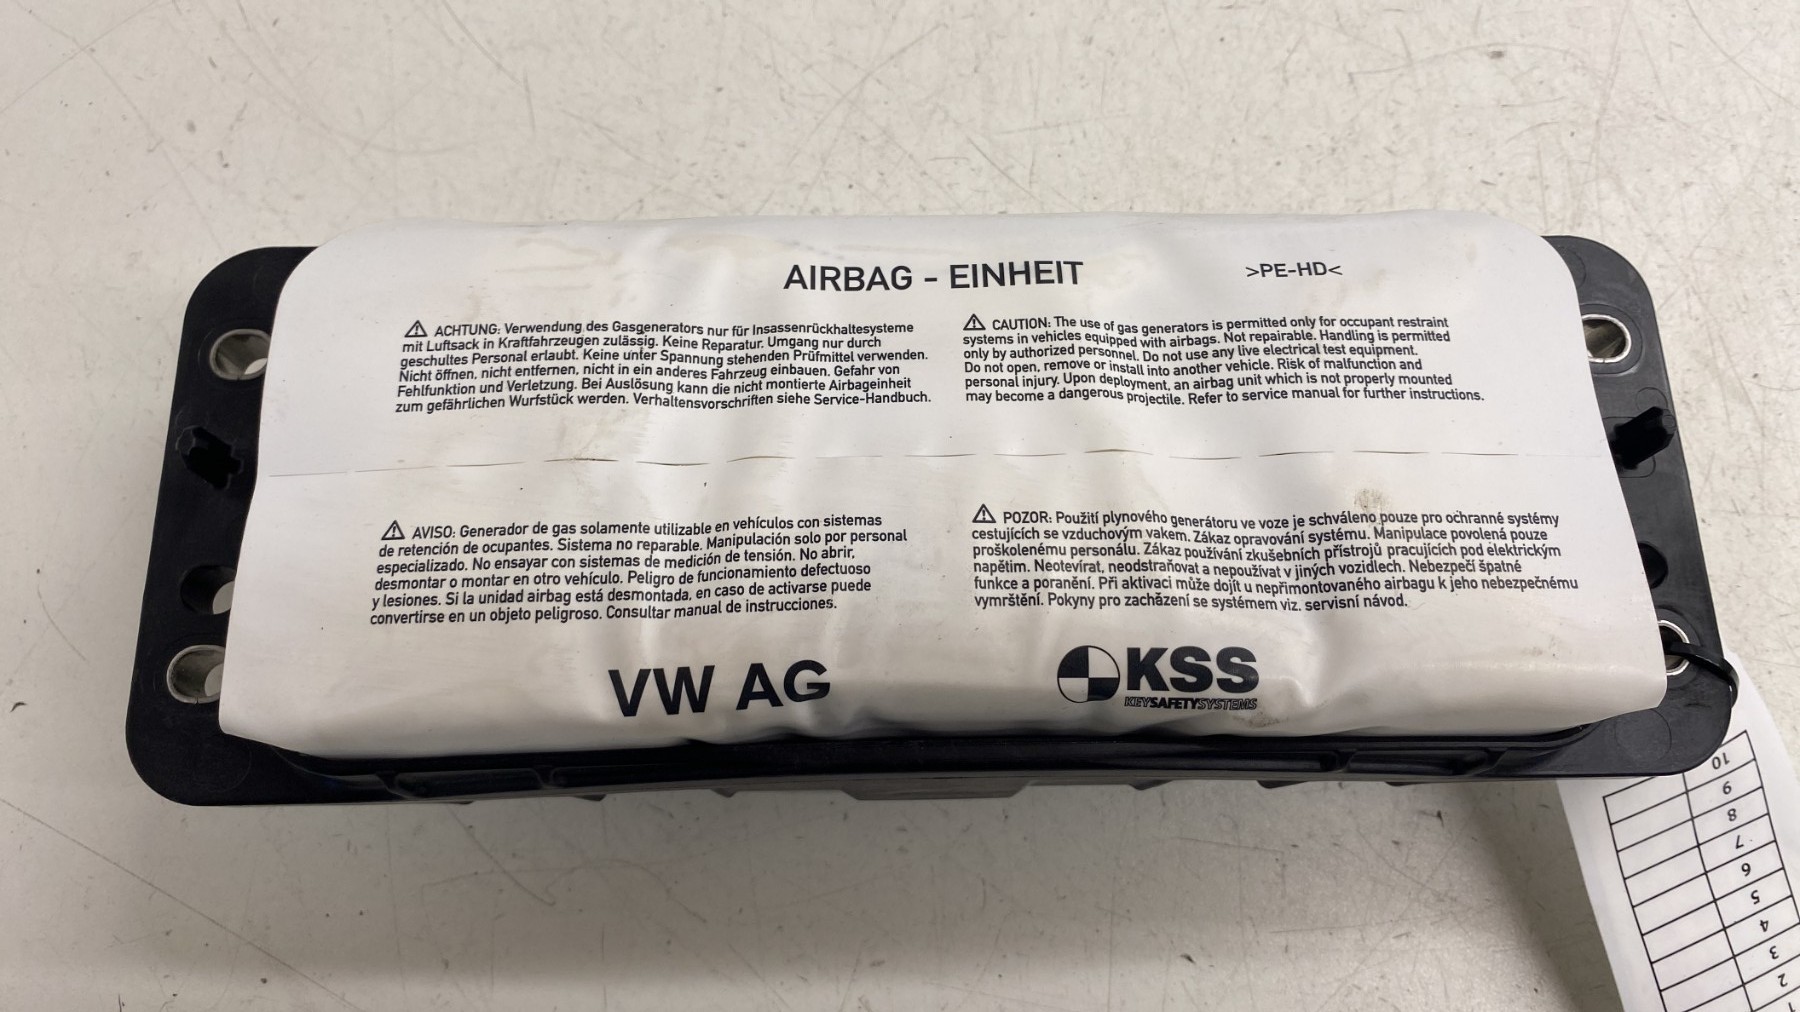 AIRBAG - EINHEIT
>PE-HD<
⚠ ACHTUNG: Verwendung des Gasgenerators nur für Insassenrückhaltesysteme
mit Luftsack in Kraftfahrzeugen zulässig. Keine Reparatur. Umgang nur durch
geschultes Personal erlaubt. Keine unter Spannung stehenden Prüfmittel verwenden.
Nicht öffnen, nicht entfernen, nicht in ein anderes Fahrzeug einbauen. Gefahr von
Fehlfunktion und Verletzung. Bei Auslösung kann die nicht montierte Airbageinheit
zum gefährlichen Wurfstück werden. Verhaltensvorschriften siehe Service-Handbuch.
⚠ CAUTION: The use of gas generators is permitted only for occupant restraint
systems in vehicles equipped with airbags. Not repairable. Handling is permitted
only by authorized personnel. Do not use any live electrical test equipment.
Do not open, remove or install into another vehicle. Risk of malfunction and
personal injury. Upon deployment, an airbag unit which is not properly mounted
may become a dangerous projectile. Refer to service manual for further instructions.
⚠ AVISO: Generador de gas solamente utilizable en vehículos con sistemas
de retención de ocupantes. Sistema no reparable. Manipulación solo por personal
especializado. No ensayar con sistemas de medición de tensión. No abrir,
desmontar o montar en otro vehículo. Peligro de funcionamiento defectuoso
y lesiones. Si la unidad airbag está desmontada, en caso de activarse puede
convertirse en un objeto peligroso. Consultar manual de instrucciones.
⚠ POZOR: Použití plynového generátoru ve voze je schváleno pouze pro ochranné systémy
cestujících se vzduchovým vakem. Zákaz opravování systému. Manipulace povolená pouze
proškolenému personálu. Zákaz používání zkušebních přístrojů pracujících pod elektrickým
napětim. Neotevírat, neodstraňovat a nepoužívat v jiných vozidlech. Nebezpečí špatné
funkce a poranění. Při aktivaci může dojít u nepřimontovaného airbagu k jeho nebezpečnému
vymrštění. Pokyny pro zacházení se systémem viz. servisní návod.
VW AG
KSS
KEYSAFETYSYSTEMS
10
9
8
7
6
5
4
3
2
1